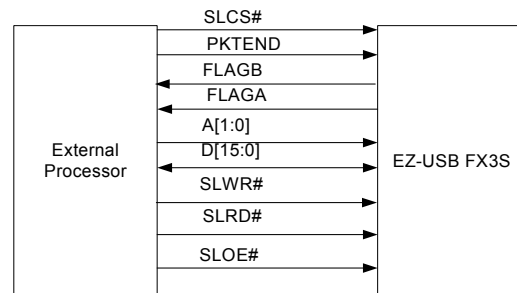 SLCS#
PKTEND
FLAGB
FLAGA
A[1:0]
D[15:0]
SLWR#
SLRD#
SLOE#
External
Processor
EZ-USB FX3S